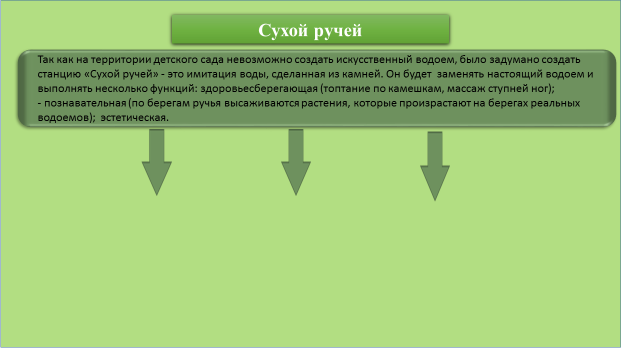 Сухой ручей
Так как на территории детского сада невозможно создать искусственный водоем, было задумано создать
станцию «Сухой ручей» - это имитация воды, сделанная из камней. Он будет заменять настоящий водоем и
выполнять несколько функций: здоровьесберегающая (топтание по камешкам, массаж ступней ног);
- познавательная (по берегам ручья высаживаются растения, которые произрастают на берегах реальных
водоемов); эстетическая.